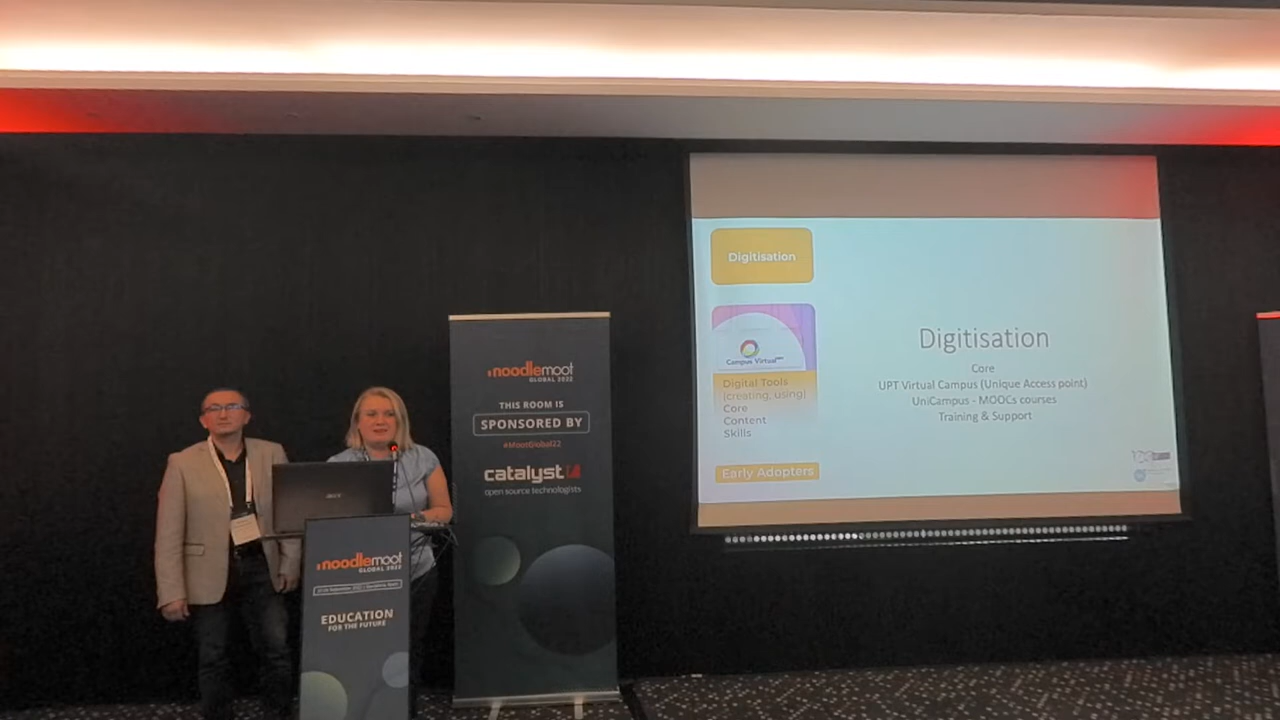 moodlemoot
GLOBAL 2022
THIS ROOM IS
SPONSORED BY
#MootGlobal22
catalyst
open source technologists
acer
moodlemoot
GLOBAL 2022
EDUCATION
FOR THE FUTURE
Digitisation
Campus Virtual
Digital Tools
(creating, using)
Core
Content
Skills
Early Adopters
Digitisation
Core
UPT Virtual Campus (Unique Access point)
UniCampus - MOOCs courses
Training & Support